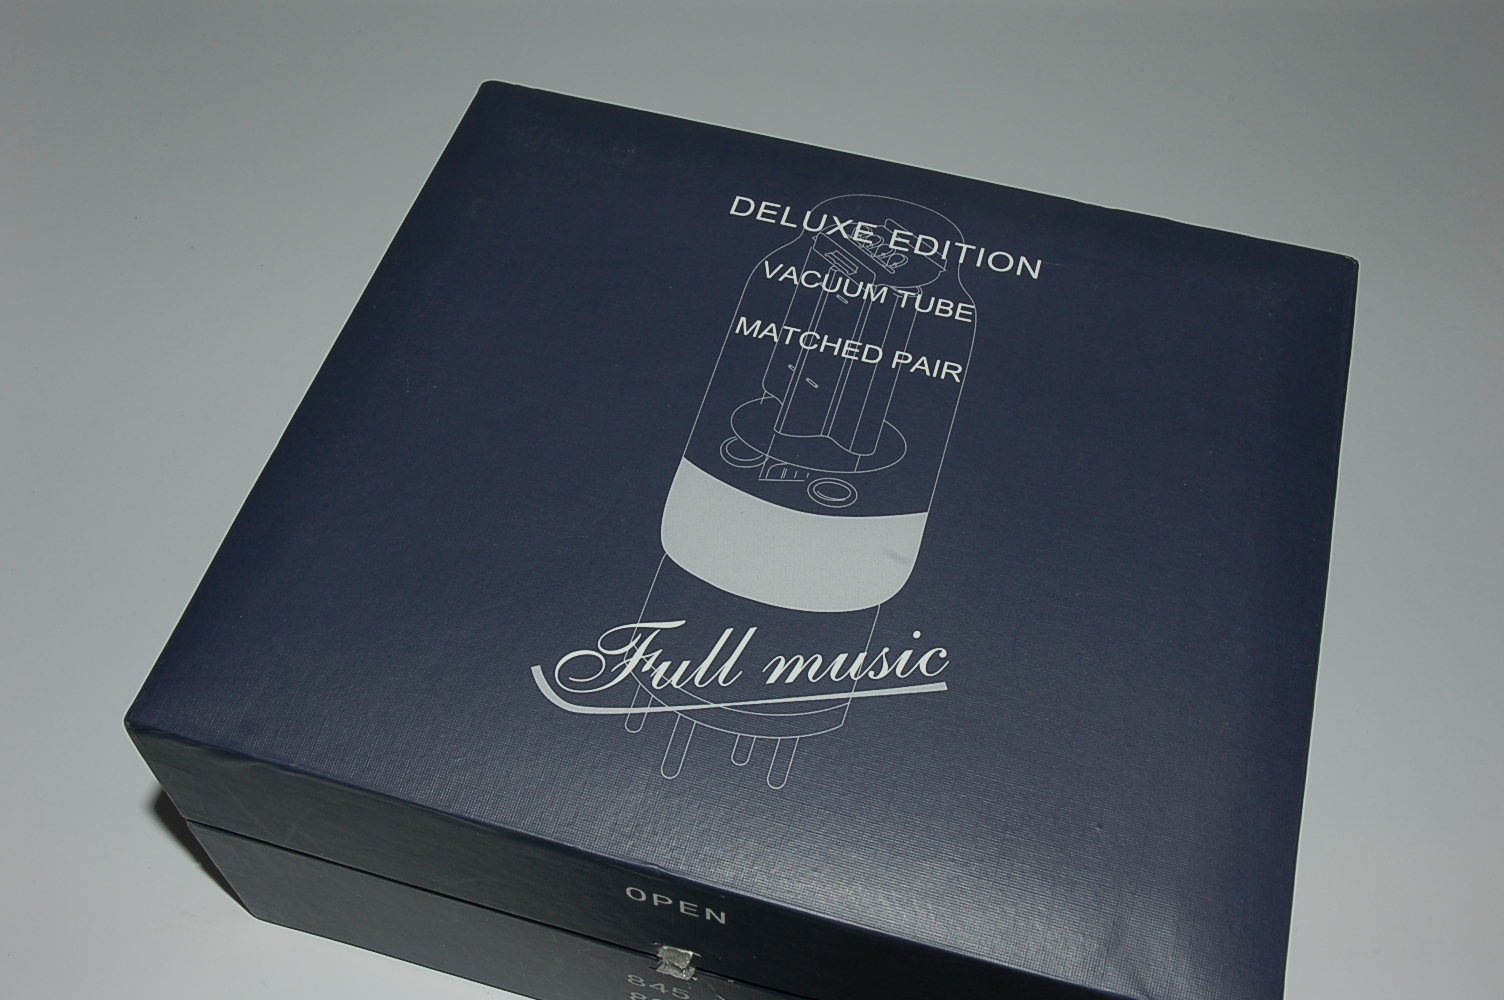 DELUXE EDITION
VACUUM TUBE
MATCHED PAIR
Full music
OPEN
845